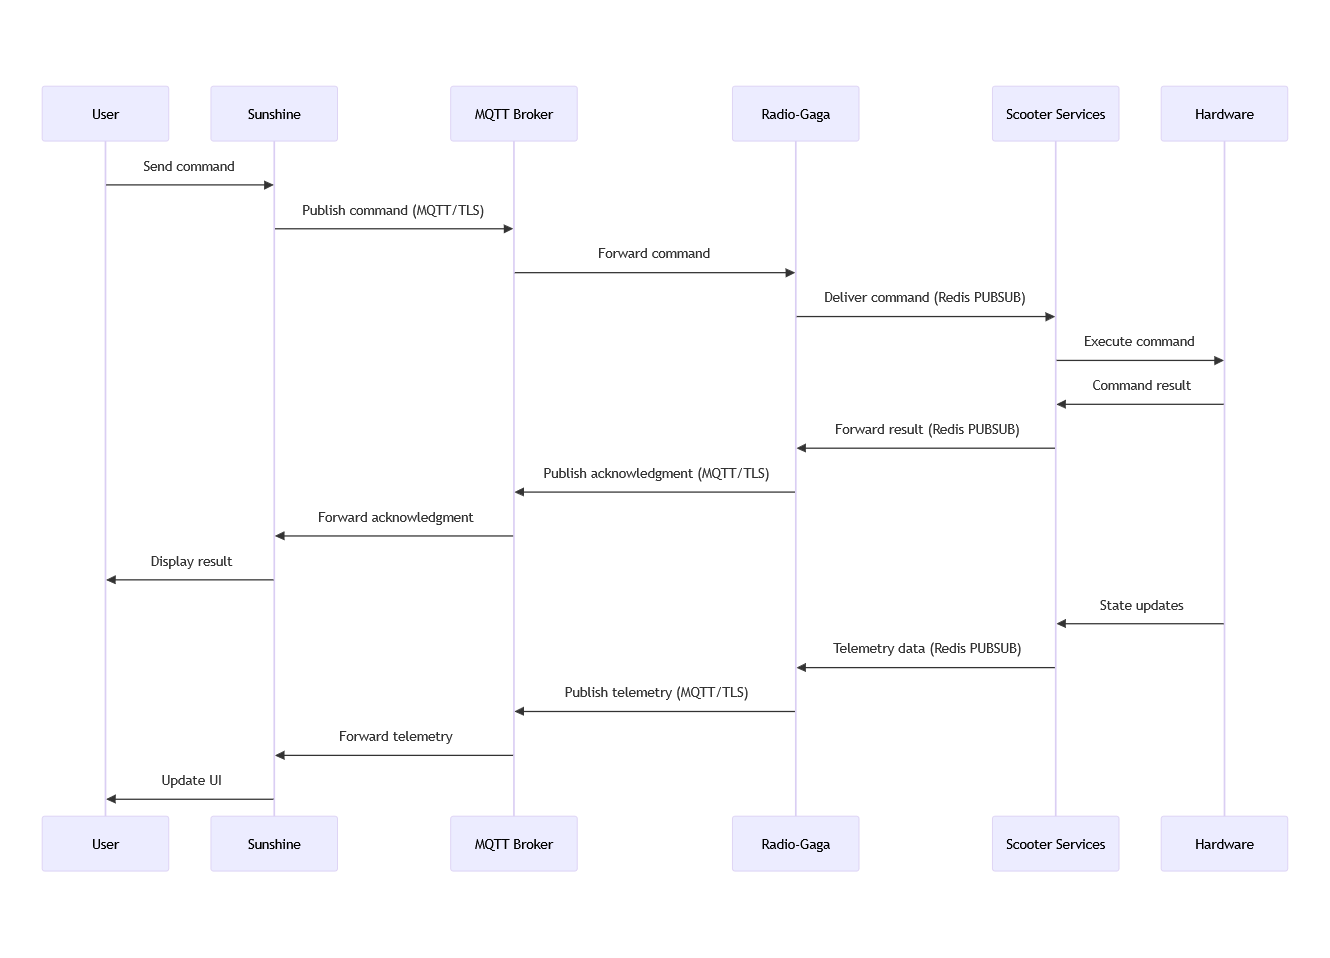 User
Sunshine
MQTT Broker
Radio-Gaga
Scooter Services
Hardware
Send command
Publish command (MQTT/TLS)
Forward command
Deliver command (Redis PUBSUB)
Execute command
Command result
Forward result (Redis PUBSUB)
Publish acknowledgment (MQTT/TLS)
Forward acknowledgment
Display result
State updates
Telemetry data (Redis PUBSUB)
Publish telemetry (MQTT/TLS)
Forward telemetry
Update UI
User
Sunshine
MQTT Broker
Radio-Gaga
Scooter Services
Hardware